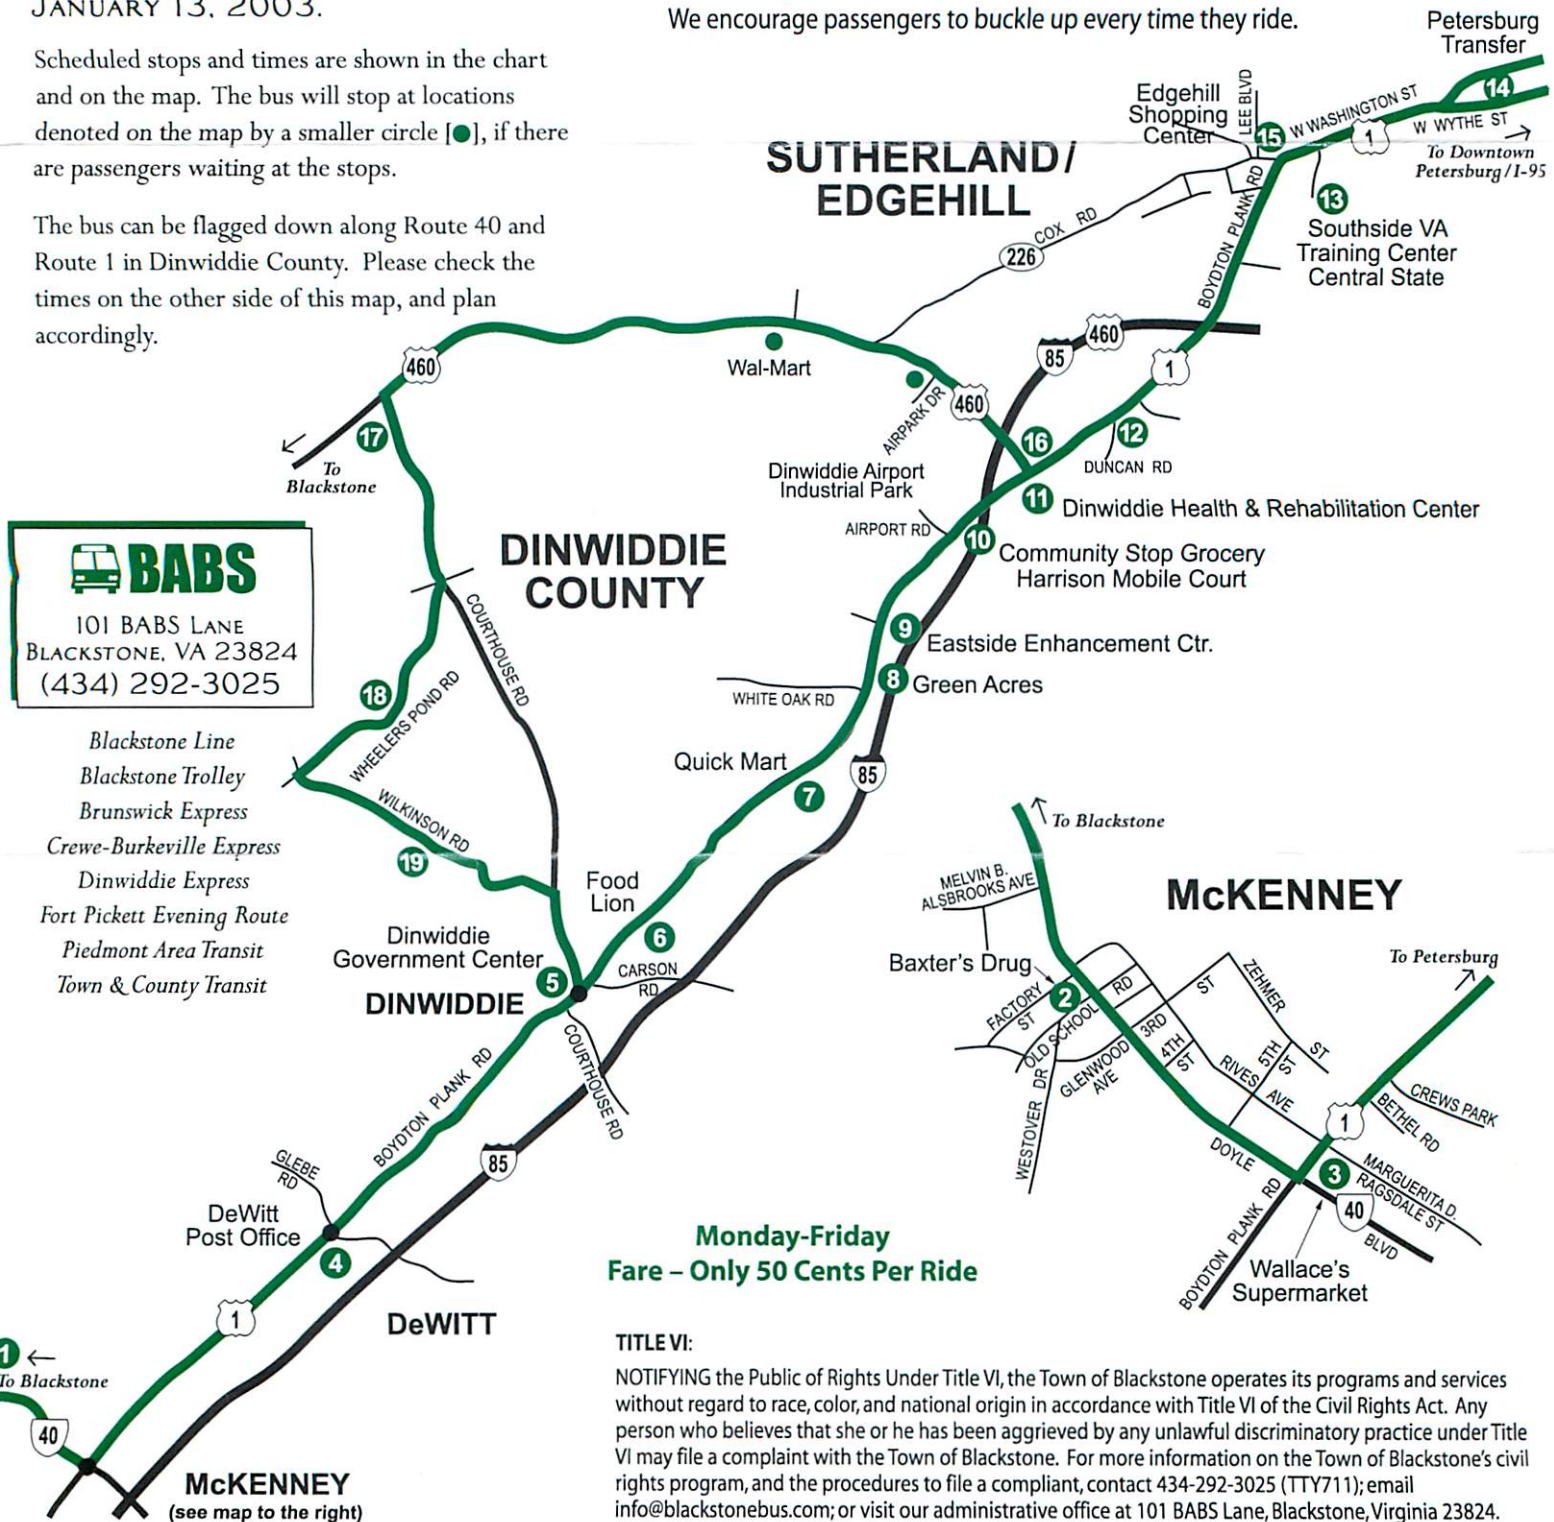 JANUARY 13, 2003.
Scheduled stops and times are shown in the chart
and on the map. The bus will stop at locations
denoted on the map by a smaller circle [●], if there
are passengers waiting at the stops.
The bus can be flagged down along Route 40 and
Route 1 in Dinwiddie County. Please check the
times on the other side of this map, and plan
accordingly.
We encourage passengers to buckle up every time they ride.
Petersburg
Transfer
14
Edgehill
Shopping
Center
LEE BLVD
15
W WASHINGTON ST
1
W WYTHE ST
To Downtown
Petersburg/I-95
SUTHERLAND/
EDGEHILL
13
Southside VA
Training Center
Central State
BOYDTON PLANK RD
226
COX RD
460
85
1
460
Wal-Mart
AIRPARK DR
460
16
12
DUNCAN RD
17
To
Blackstone
Dinwiddie Airport
Industrial Park
11
Dinwiddie Health & Rehabilitation Center
AIRPORT RD
10
Community Stop Grocery
Harrison Mobile Court
DINWIDDIE
COUNTY
BABS
101 BABS LANE
BLACKSTONE, VA 23824
(434) 292-3025
Blackstone Line
Blackstone Trolley
Brunswick Express
Crewe-Burkeville Express
Dinwiddie Express
Fort Pickett Evening Route
Piedmont Area Transit
Town & County Transit
COURTHOUSE RD
9
Eastside Enhancement Ctr.
8
Green Acres
WHITE OAK RD
18
WHEELERS POND RD
Quick Mart
7
85
WILKINSON RD
19
Food
Lion
6
Dinwiddie
Government Center
5
CARSON
RD
DINWIDDIE
COURTHOUSE RD
BOYDTON PLANK RD
85
GLEBE
RD
DeWitt
Post Office
4
1
DeWITT
1
To Blackstone
40
McKENNEY
(see map to the right)
To Blackstone
MELVIN B.
ALSBROOKS AVE
McKENNEY
Baxter's Drug
2
FACTORY
ST
OLD SCHOOL
RD
ST
ZEHMER
ST
To Petersburg
3RD
4TH
ST
GLENWOOD
AVE
WESTOVER DR
5TH
ST
RIVES
AVE
1
CREWS PARK
BETHEL RD
DOYLE
3
MARGUERITA D.
RAGSDALE ST
40
BLVD
BOYDTON PLANK RD
Wallace's
Supermarket
Monday-Friday
Fare – Only 50 Cents Per Ride
TITLE VI:
NOTIFYING the Public of Rights Under Title VI, the Town of Blackstone operates its programs and services
without regard to race, color, and national origin in accordance with Title VI of the Civil Rights Act. Any
person who believes that she or he has been aggrieved by any unlawful discriminatory practice under Title
VI may file a complaint with the Town of Blackstone. For more information on the Town of Blackstone's civil
rights program, and the procedures to file a compliant, contact 434-292-3025 (TTY711); email
info@blackstonebus.com; or visit our administrative office at 101 BABS Lane, Blackstone, Virginia 23824.